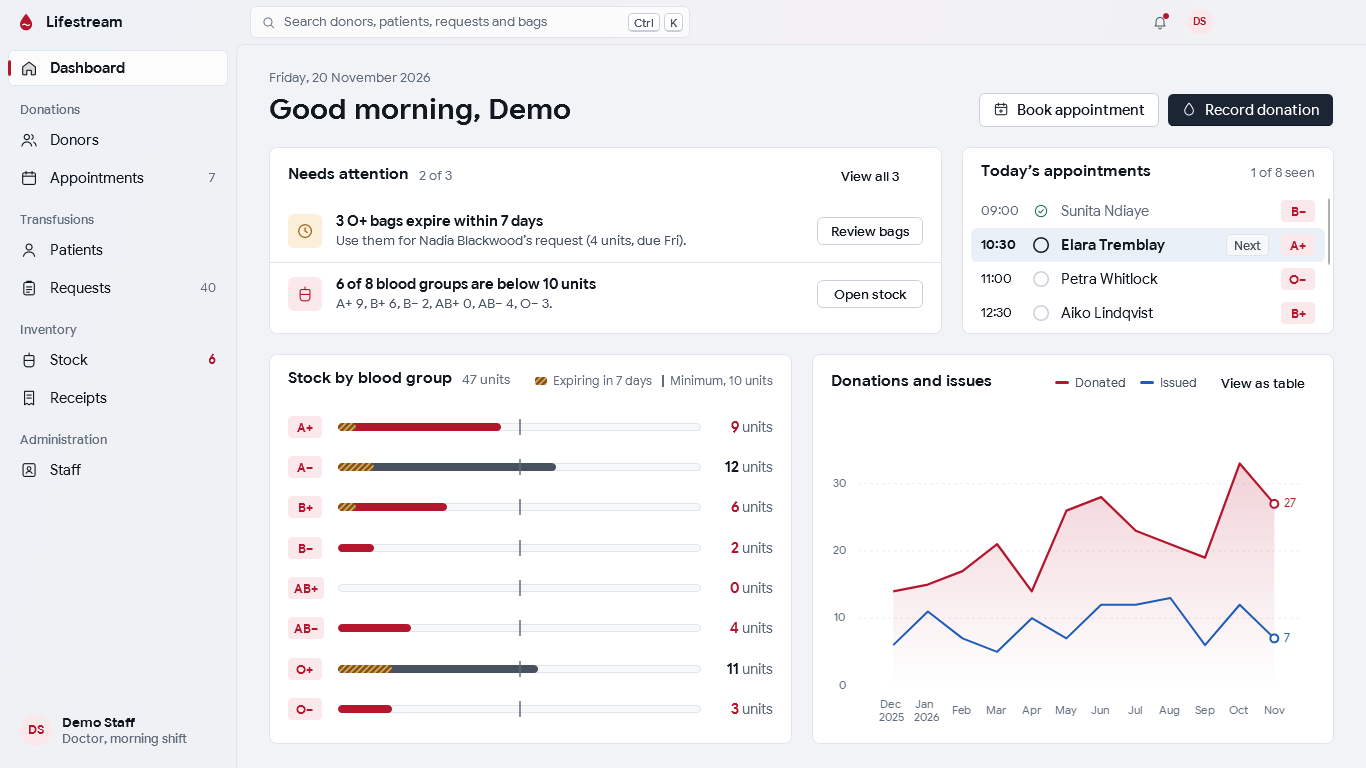 Lifestream
Search donors, patients, requests and bags
Ctrl K
DS
Dashboard
Donations
Donors
Appointments 7
Transfusions
Patients
Requests 40
Inventory
Stock 6
Receipts
Administration
Staff
DS
Demo Staff
Doctor, morning shift
Friday, 20 November 2026
Good morning, Demo
Book appointment
Record donation
Needs attention 2 of 3
View all 3
3 O+ bags expire within 7 days
Use them for Nadia Blackwood’s request (4 units, due Fri).
Review bags
6 of 8 blood groups are below 10 units
A+ 9, B+ 6, B− 2, AB+ 0, AB− 4, O− 3.
Open stock
Today’s appointments
1 of 8 seen
09:00 Sunita Ndiaye B−
10:30 Elara Tremblay Next A+
11:00 Petra Whitlock O−
12:30 Aiko Lindqvist B+
Stock by blood group 47 units
Expiring in 7 days
Minimum, 10 units
A+ 9 units
A− 12 units
B+ 6 units
B− 2 units
AB+ 0 units
AB− 4 units
O+ 11 units
O− 3 units
Donations and issues
Donated
Issued
View as table
30
20
10
0
27
7
Dec 2025
Jan 2026
Feb
Mar
Apr
May
Jun
Jul
Aug
Sep
Oct
Nov